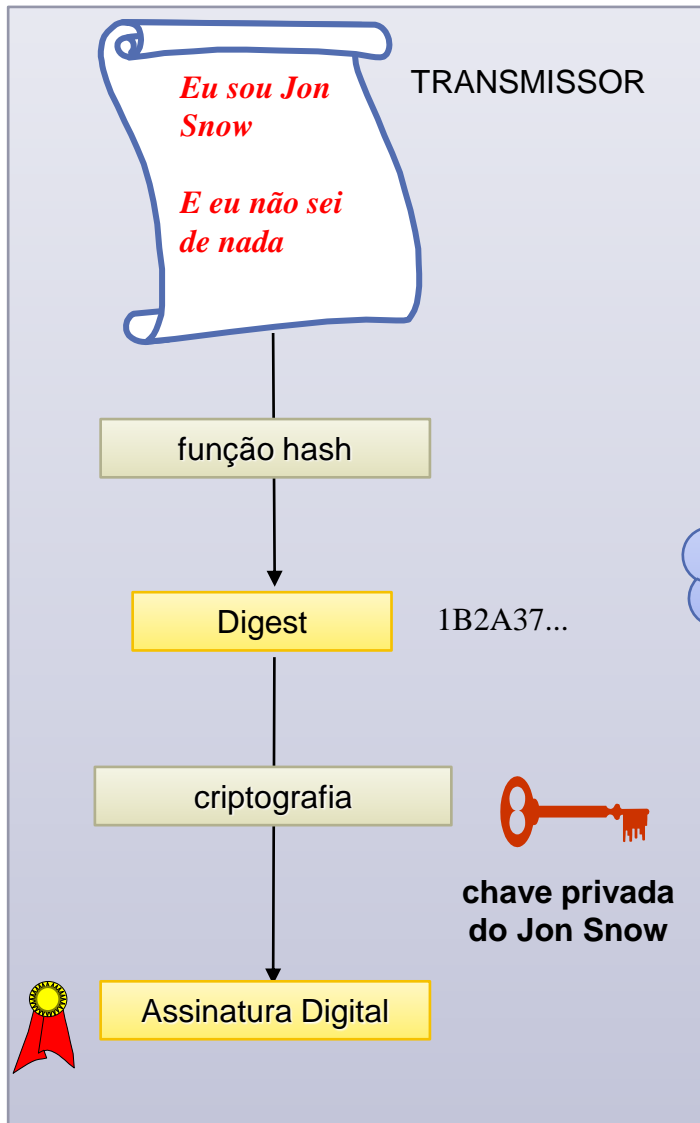 TRANSMISSOR
Eu sou Jon
Snow
E eu não sei
de nada
função hash
Digest
1B2A37...
criptografia
chave privada
do Jon Snow
Assinatura Digital